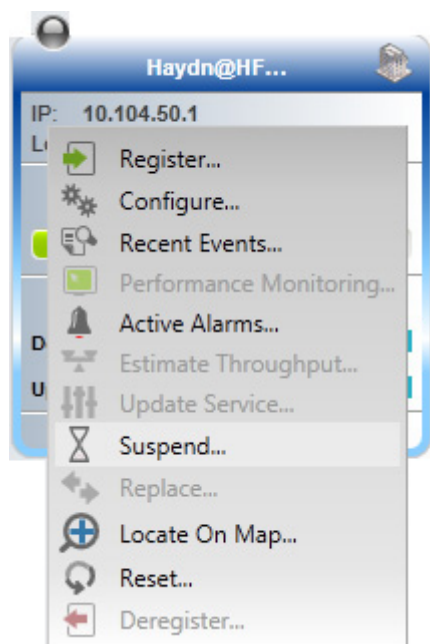 Haydn@HF...
IP: 10.104.50.1
Register...
Configure...
Recent Events...
Performance Monitoring...
Active Alarms...
Estimate Throughput...
Update Service...
Suspend...
Replace...
Locate On Map...
Reset...
Deregister...